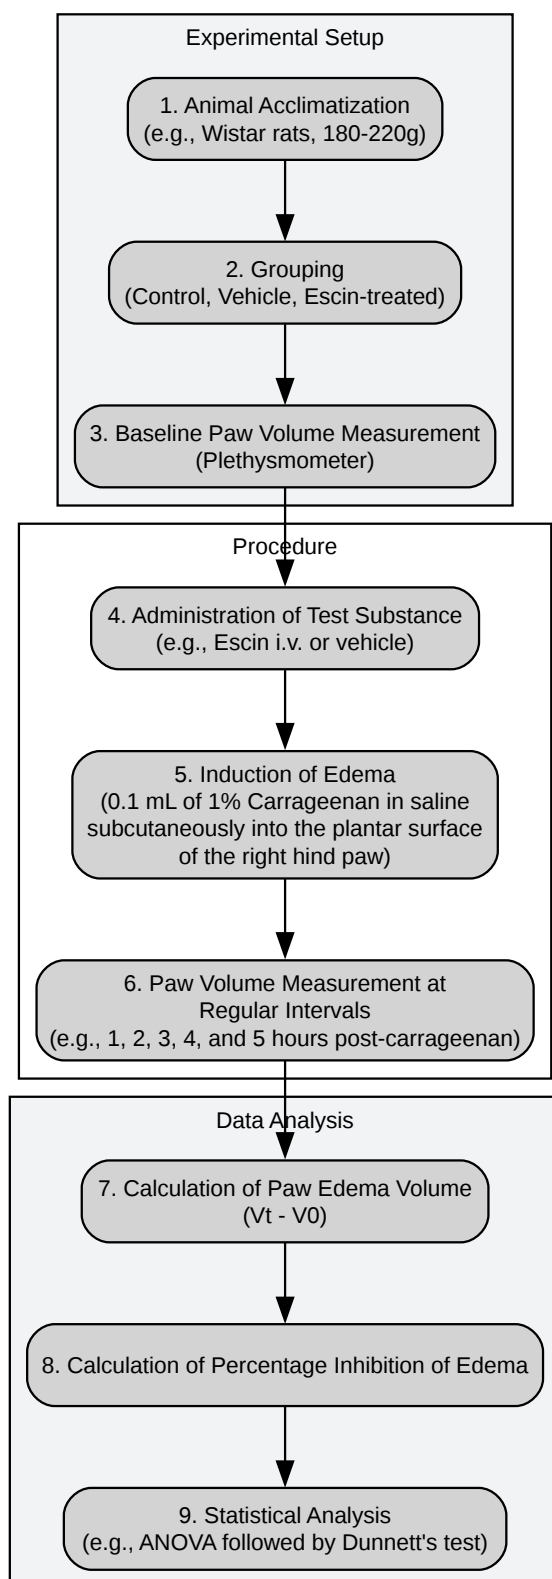 Experimental Setup
1. Animal Acclimatization
(e.g., Wistar rats, 180-220g)
2. Grouping
(Control, Vehicle, Escin-treated)
3. Baseline Paw Volume Measurement
(Plethysmometer)
Procedure
4. Administration of Test Substance
(e.g., Escin i.v. or vehicle)
5. Induction of Edema
(0.1 mL of 1% Carrageenan in saline
subcutaneously into the plantar surface
of the right hind paw)
6. Paw Volume Measurement at
Regular Intervals
(e.g., 1, 2, 3, 4, and 5 hours post-carrageenan)
Data Analysis
7. Calculation of Paw Edema Volume
(Vt - V0)
8. Calculation of Percentage Inhibition of Edema
9. Statistical Analysis
(e.g., ANOVA followed by Dunnett's test)